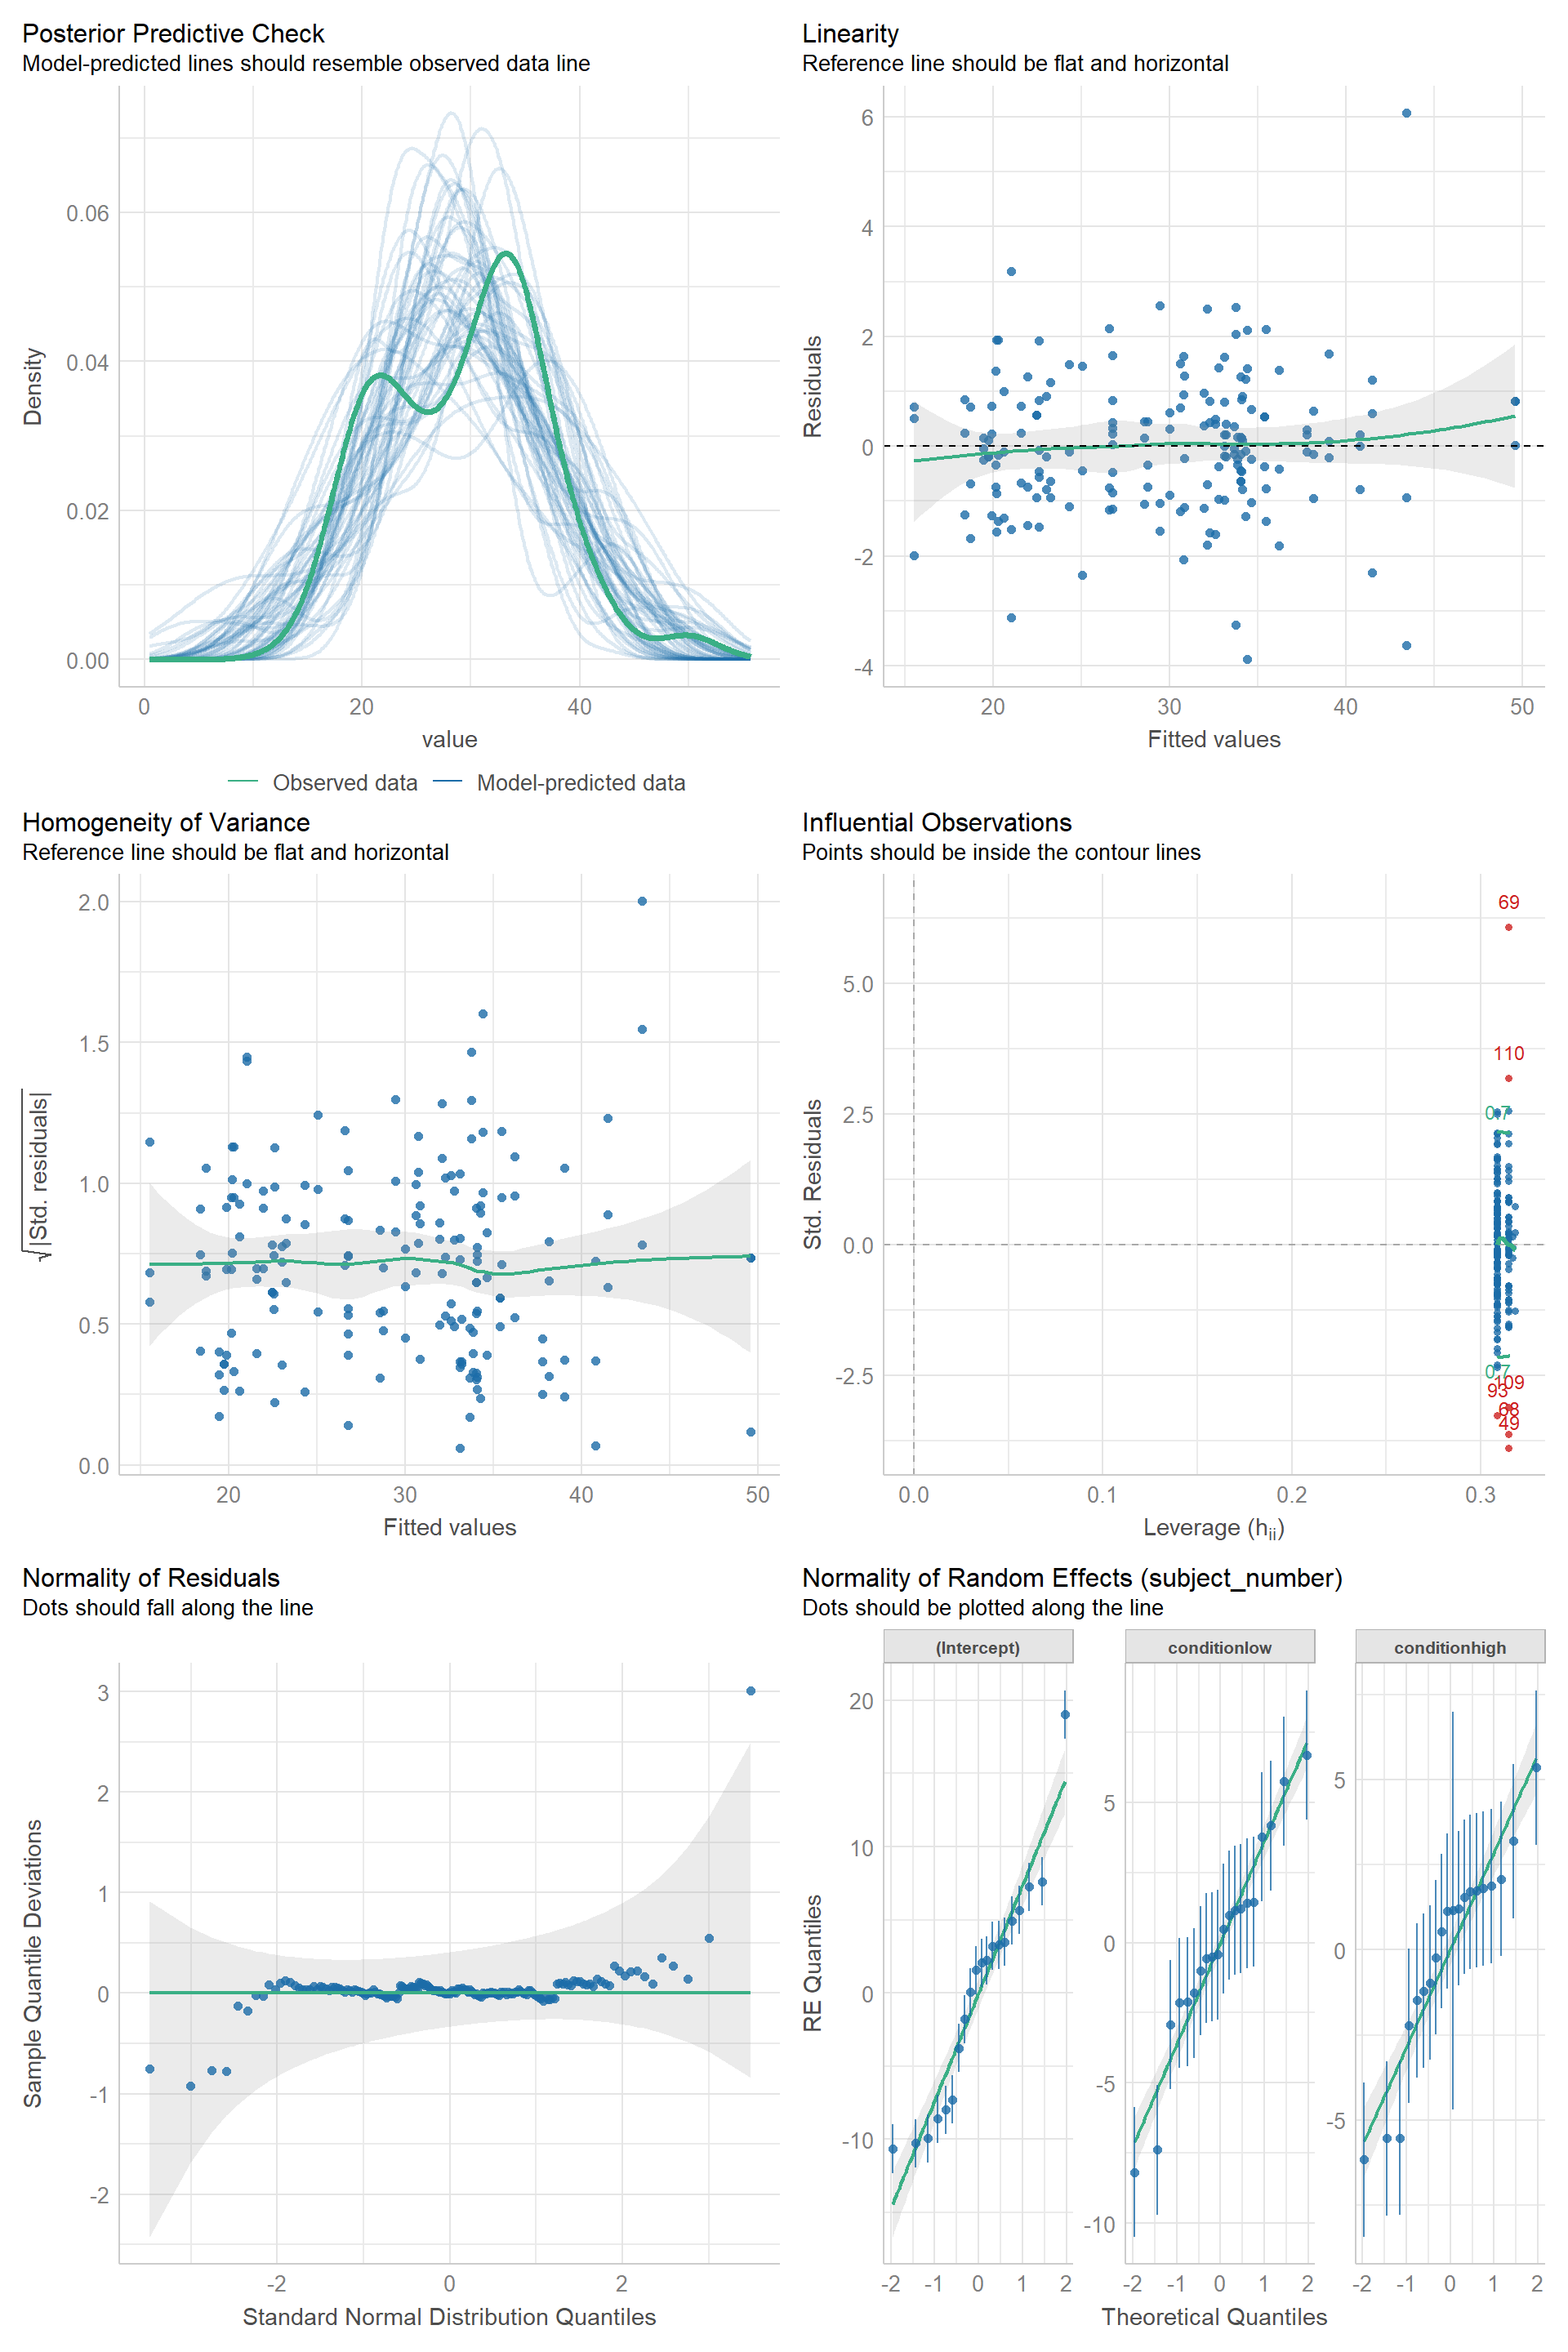 Posterior Predictive Check
Model-predicted lines should resemble observed data line
0.06
0.04
0.02
0.00
Density
0
20
40
value
Observed data
Model-predicted data
Linearity
Reference line should be flat and horizontal
6
4
2
0
-2
-4
Residuals
20
30
40
50
Fitted values
Homogeneity of Variance
Reference line should be flat and horizontal
2.0
1.5
1.0
0.5
0.0
√|Std. residuals|
20
30
40
50
Fitted values
Influential Observations
Points should be inside the contour lines
69
110
0.7
0.7
109
93
68
49
5.0
2.5
0.0
-2.5
Std. Residuals
0.0
0.1
0.2
0.3
Leverage (hii)
Normality of Residuals
Dots should fall along the line
3
2
1
0
-1
-2
Sample Quantile Deviations
-2
0
2
Standard Normal Distribution Quantiles
Normality of Random Effects (subject_number)
Dots should be plotted along the line
(Intercept)
conditionlow
conditionhigh
20
10
0
-10
RE Quantiles
5
0
-5
-10
5
0
-5
-2 -1 0 1 2
-2 -1 0 1 2
-2 -1 0 1 2
Theoretical Quantiles